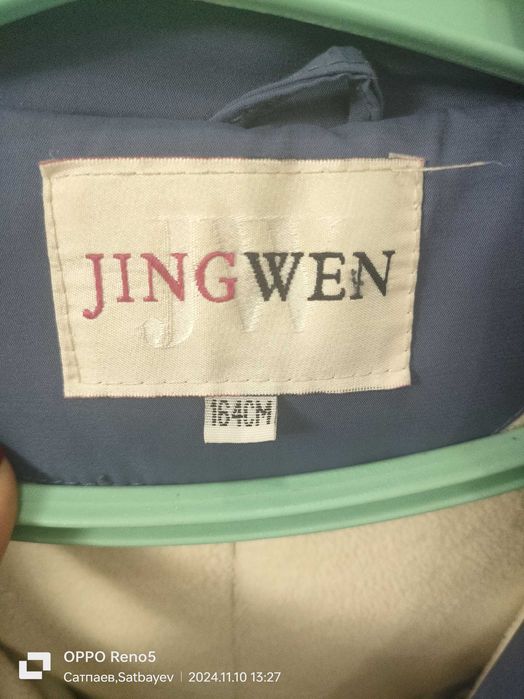 JW
JINGWEN
164CM
OPPO Reno5
Сатпаев,Satbayev | 2024.11.10 13:27